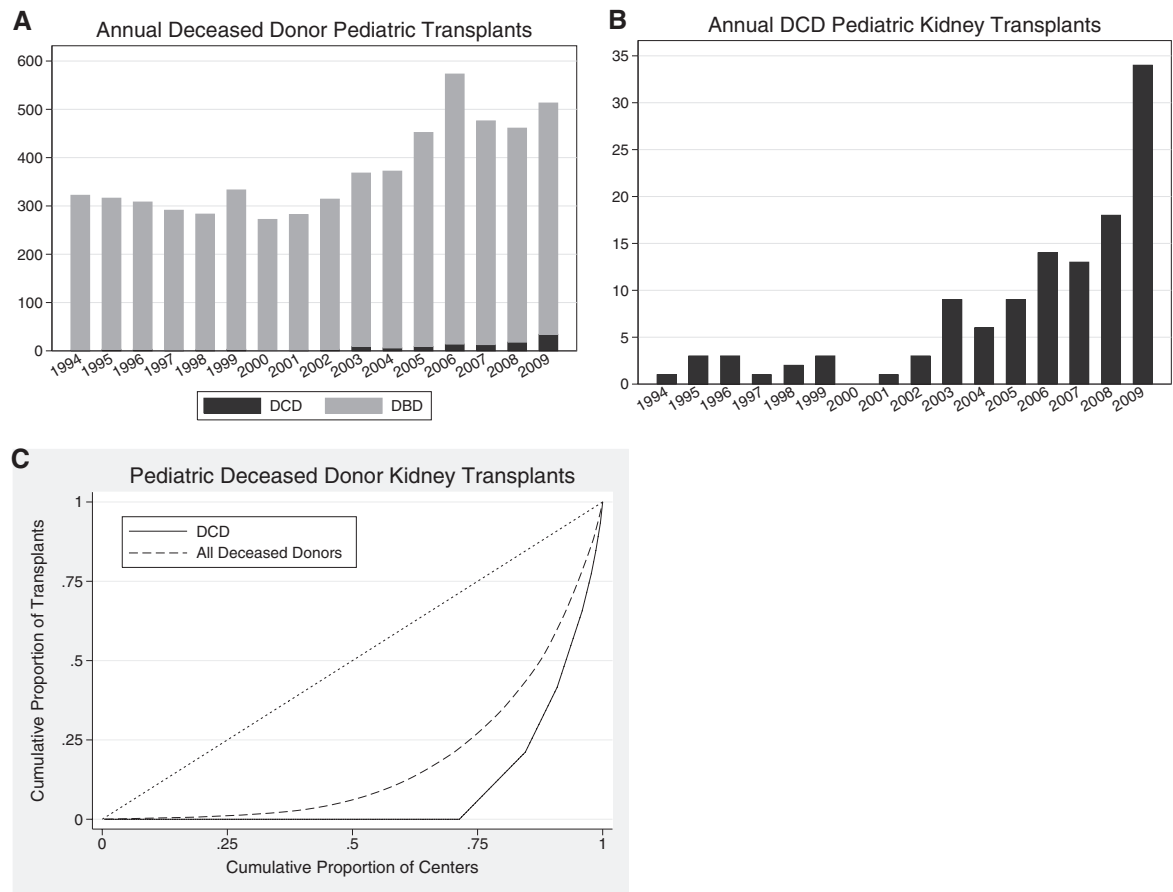 A
Annual Deceased Donor Pediatric Transplants
600
500
400
300
200
100
0
1994 1995 1996 1997 1998 1999 2000 2001 2002 2003 2004 2005 2006 2007 2008 2009
DCD DBD
B
Annual DCD Pediatric Kidney Transplants
35
30
25
20
15
10
5
0
1994 1995 1996 1997 1998 1999 2000 2001 2002 2003 2004 2005 2006 2007 2008 2009
C
Pediatric Deceased Donor Kidney Transplants
Cumulative Proportion of Transplants
1
.75
.5
.25
0
DCD
All Deceased Donors
0 .25 .5 .75 1
Cumulative Proportion of Centers